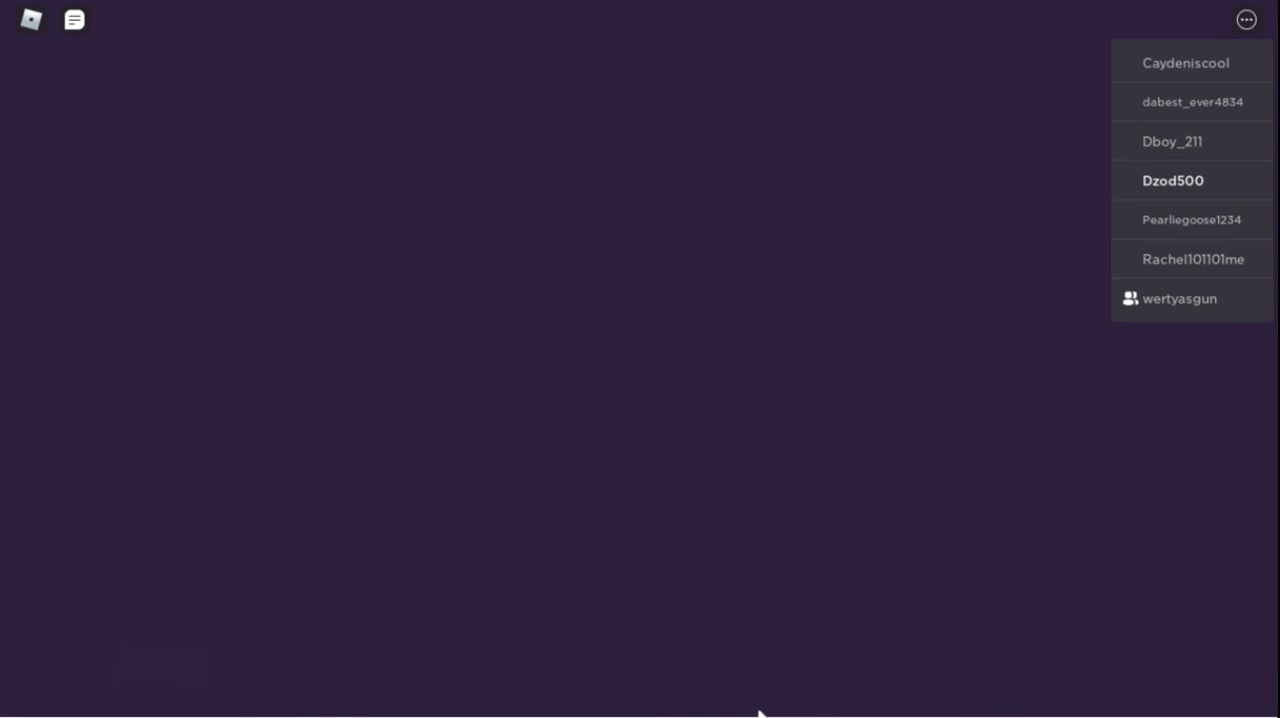 Caydeniscool
dabest_ever4834
Dboy_211
Dzod500
Pearliegoose1234
Rachel101101me
wertyasgun